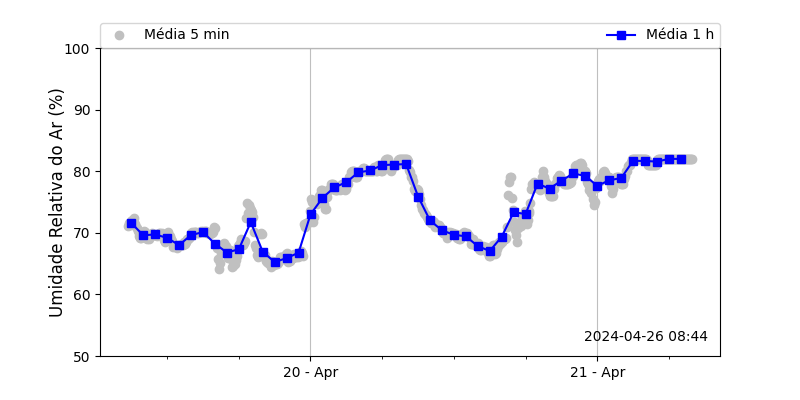 Média 5 min
Média 1 h
Umidade Relativa do Ar (%)
100
90
80
70
60
50
2024-04-26 08:44
20 - Apr
21 - Apr